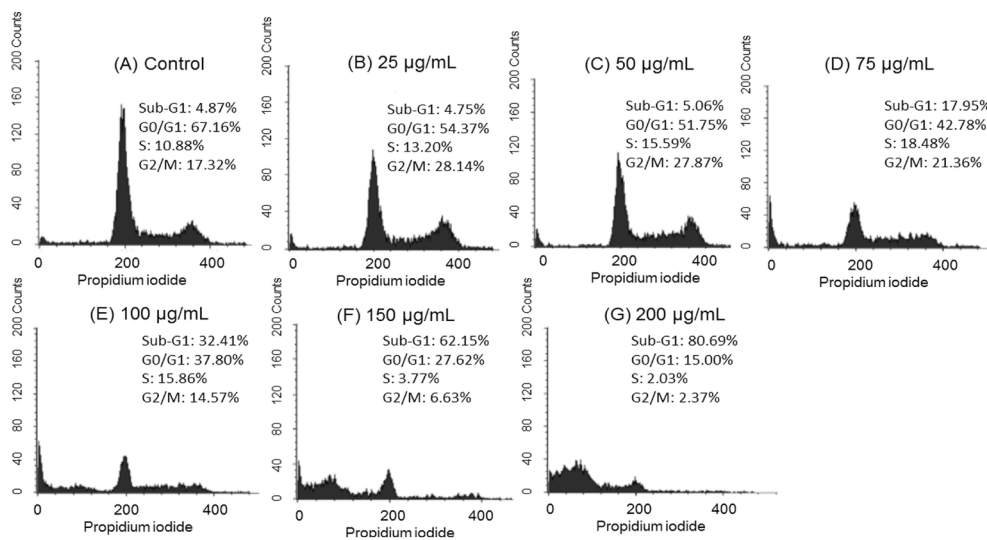 (A) Control
Sub-G1: 4.87%
G0/G1: 67.16%
S: 10.88%
G2/M: 17.32%
200 Counts
160
120
80
40
0
0 200 400
Propidium iodide
(B) 25 µg/mL
Sub-G1: 4.75%
G0/G1: 54.37%
S: 13.20%
G2/M: 28.14%
200 Counts
160
120
80
40
0
0 200 400
Propidium iodide
(C) 50 µg/mL
Sub-G1: 5.06%
G0/G1: 51.75%
S: 15.59%
G2/M: 27.87%
200 Counts
160
120
80
40
0
0 200 400
Propidium iodide
(D) 75 µg/mL
Sub-G1: 17.95%
G0/G1: 42.78%
S: 18.48%
G2/M: 21.36%
200 Counts
160
120
80
40
0
0 200 400
Propidium iodide
(E) 100 µg/mL
Sub-G1: 32.41%
G0/G1: 37.80%
S: 15.86%
G2/M: 14.57%
200 Counts
160
120
80
40
0
0 200 400
Propidium iodide
(F) 150 µg/mL
Sub-G1: 62.15%
G0/G1: 27.62%
S: 3.77%
G2/M: 6.63%
200 Counts
160
120
80
40
0
0 200 400
Propidium iodide
(G) 200 µg/mL
Sub-G1: 80.69%
G0/G1: 15.00%
S: 2.03%
G2/M: 2.37%
200 Counts
160
120
80
40
0
0 200 400
Propidium iodide